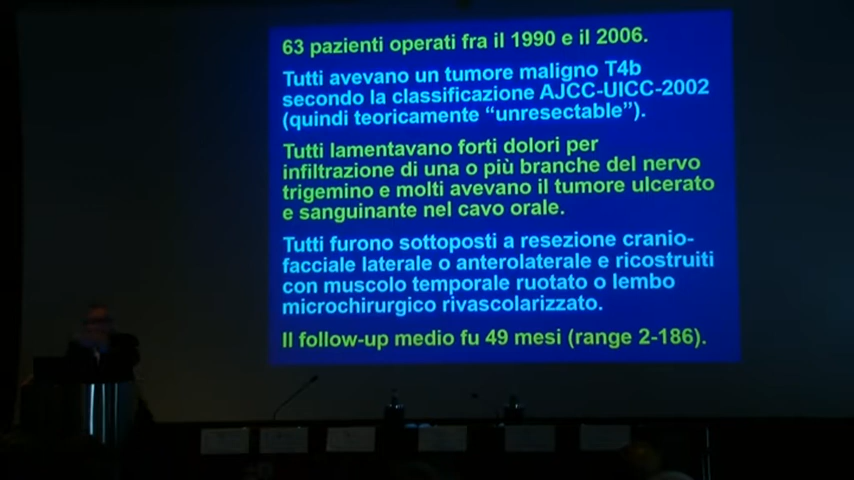 63 pazienti operati fra il 1990 e il 2006.
Tutti avevano un tumore maligno T4b
secondo la classificazione AJCC-UICC-2002
(quindi teoricamente “unresectable”).
Tutti lamentavano forti dolori per
infiltrazione di una o più branche del nervo
trigemino e molti avevano il tumore ulcerato
e sanguinante nel cavo orale.
Tutti furono sottoposti a resezione cranio-
facciale laterale o anterolaterale e ricostruiti
con muscolo temporale ruotato o lembo
microchirurgico rivascolarizzato.
Il follow-up medio fu 49 mesi (range 2-186).